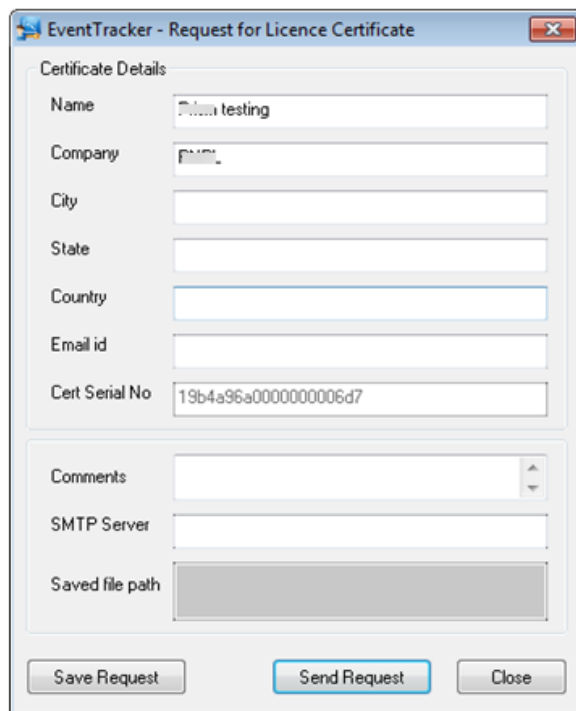 EventTracker - Request for Licence Certificate
Certificate Details
Name
testing
Company
City
State
Country
Email id
Cert Serial No 19b4a96a0000000006d7
Comments
SMTP Server
Saved file path
Save Request Send Request Close